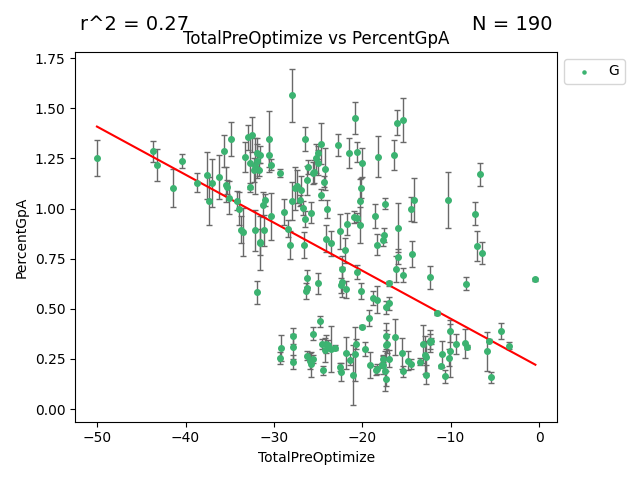 r^2 = 0.27 N = 190
TotalPreOptimize vs PercentGpA
G
1.75
1.50
1.25
1.00
0.75
0.50
0.25
0.00
PercentGpA
−50 −40 −30 −20 −10 0
TotalPreOptimize